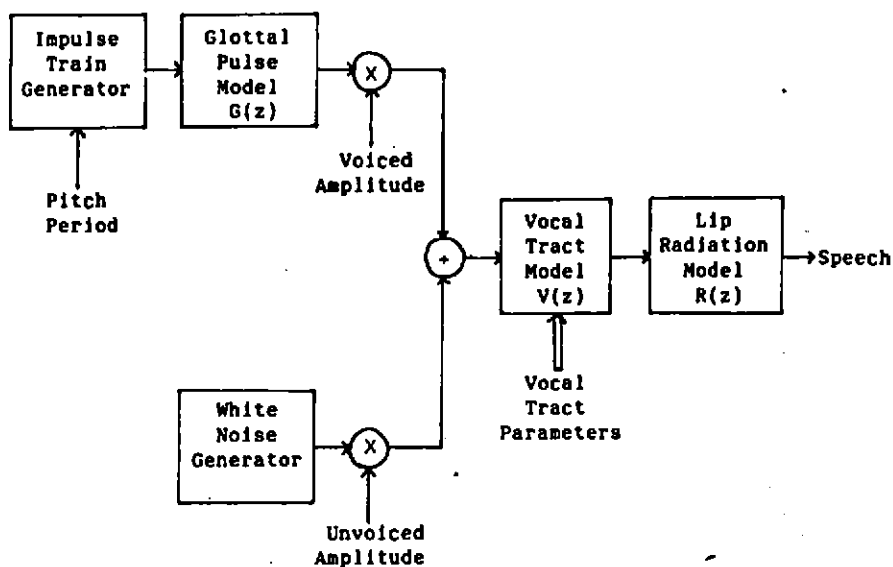 Impulse
Train
Generator
Glottal
Pulse
Model
G(z)
X
Voiced
Amplitude
Pitch
Period
+
Vocal
Tract
Model
V(z)
Lip
Radiation
Model
R(z)
Speech
Vocal
Tract
Parameters
White
Noise
Generator
X
Unvoiced
Amplitude